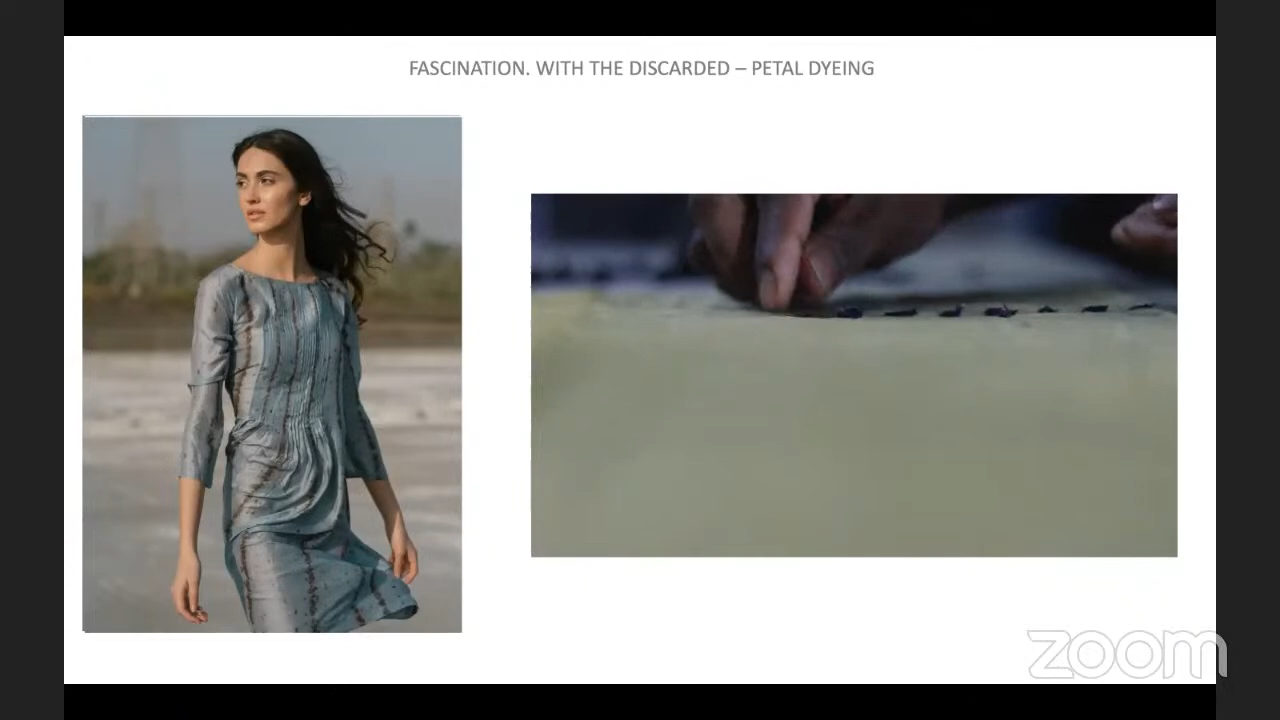 FASCINATION. WITH THE DISCARDED – PETAL DYEING
zoom